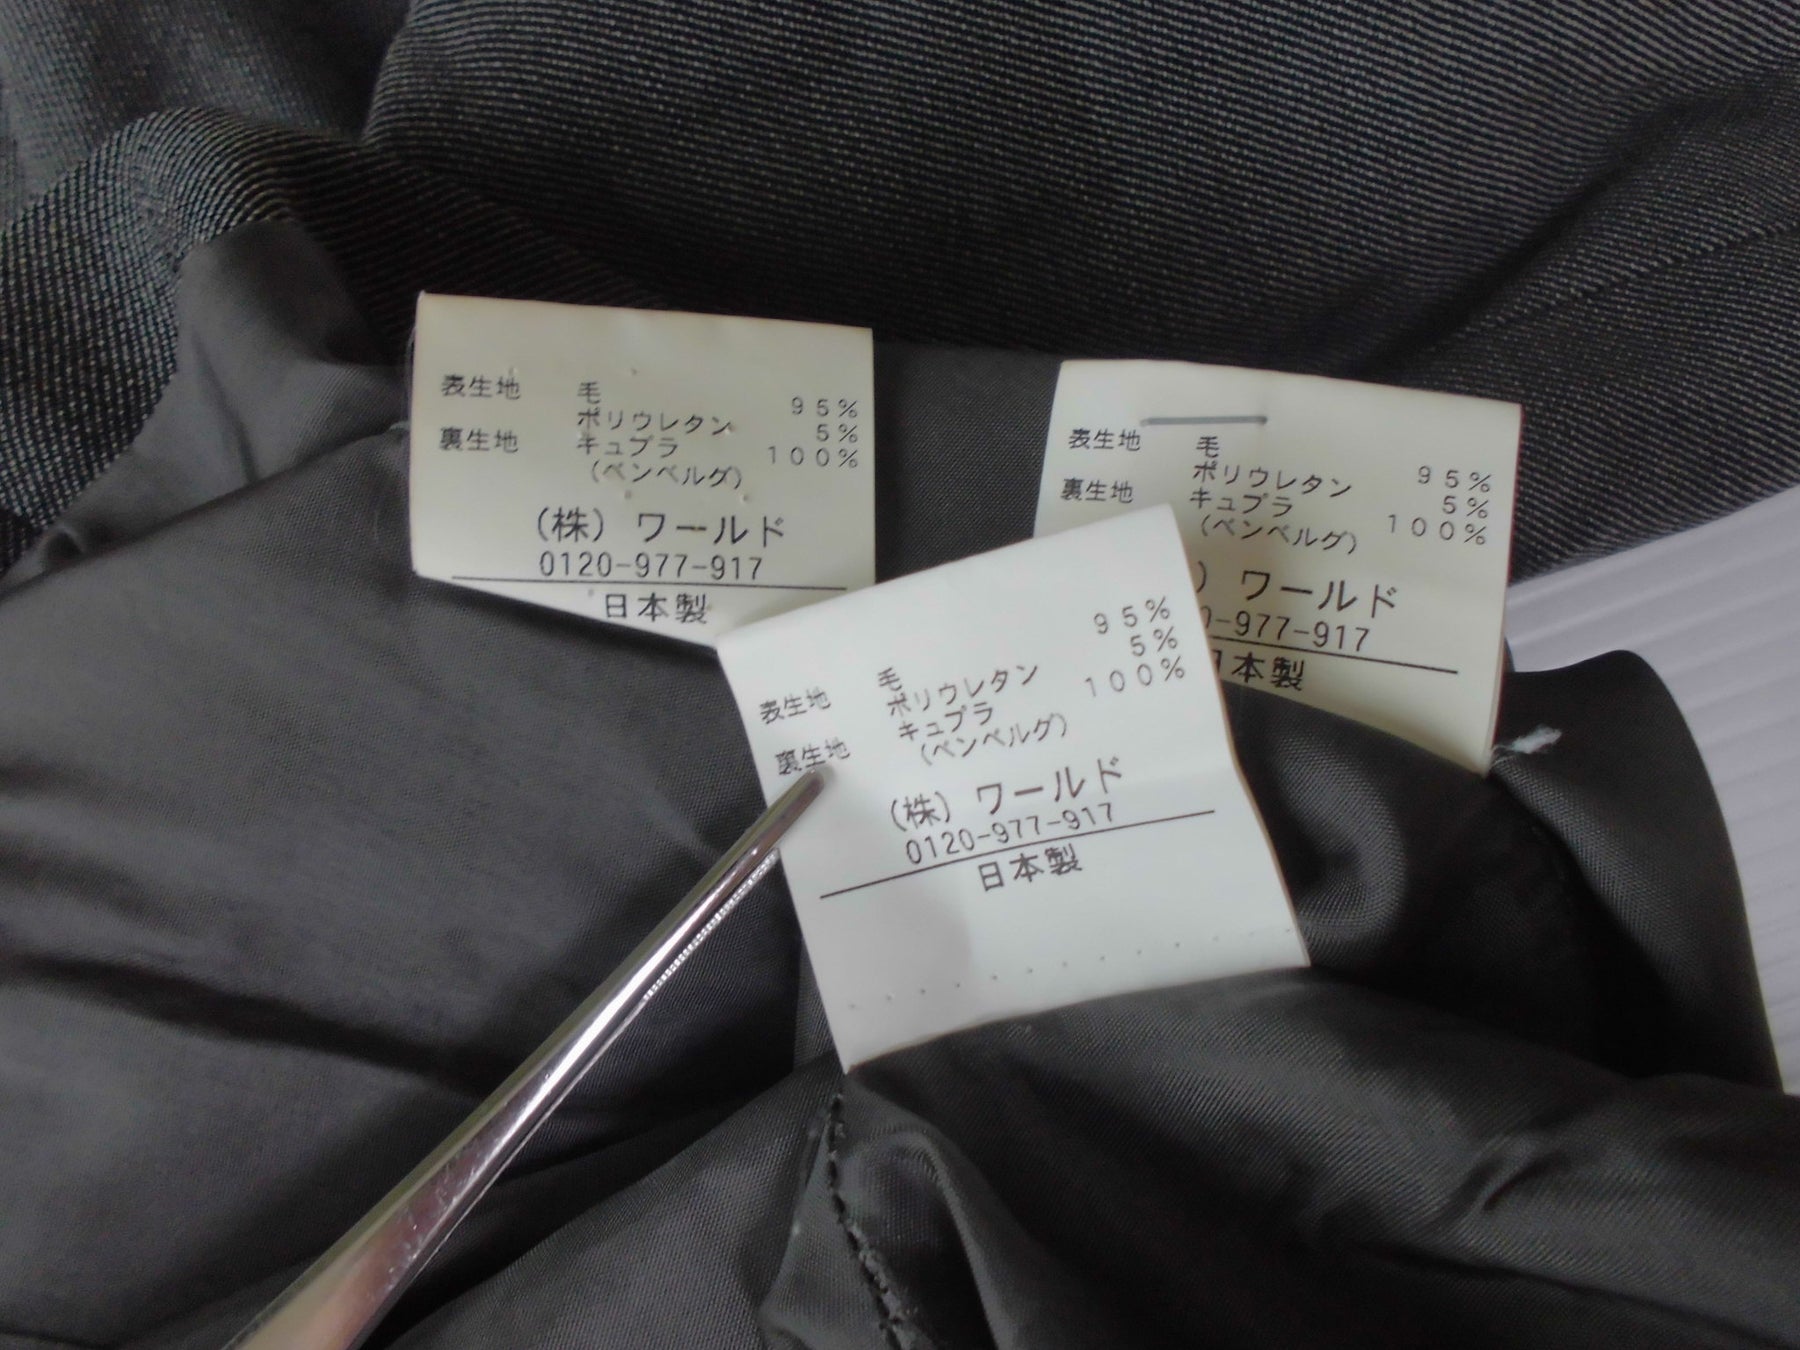 表生地 毛 95%
ポリウレタン 5%
裏生地 キュプラ 100%
(ベンベルグ)
(株) ワールド
0120-977-917
日本製
表生地 毛 95%
ポリウレタン 5%
裏生地 キュプラ 100%
(ベンベルグ)
) ワールド
-977-917
本製
表生地 毛 95%
ポリウレタン 5%
裏生地 キュプラ 100%
(ベンベルグ)
(株) ワールド
0120-977-917
日本製